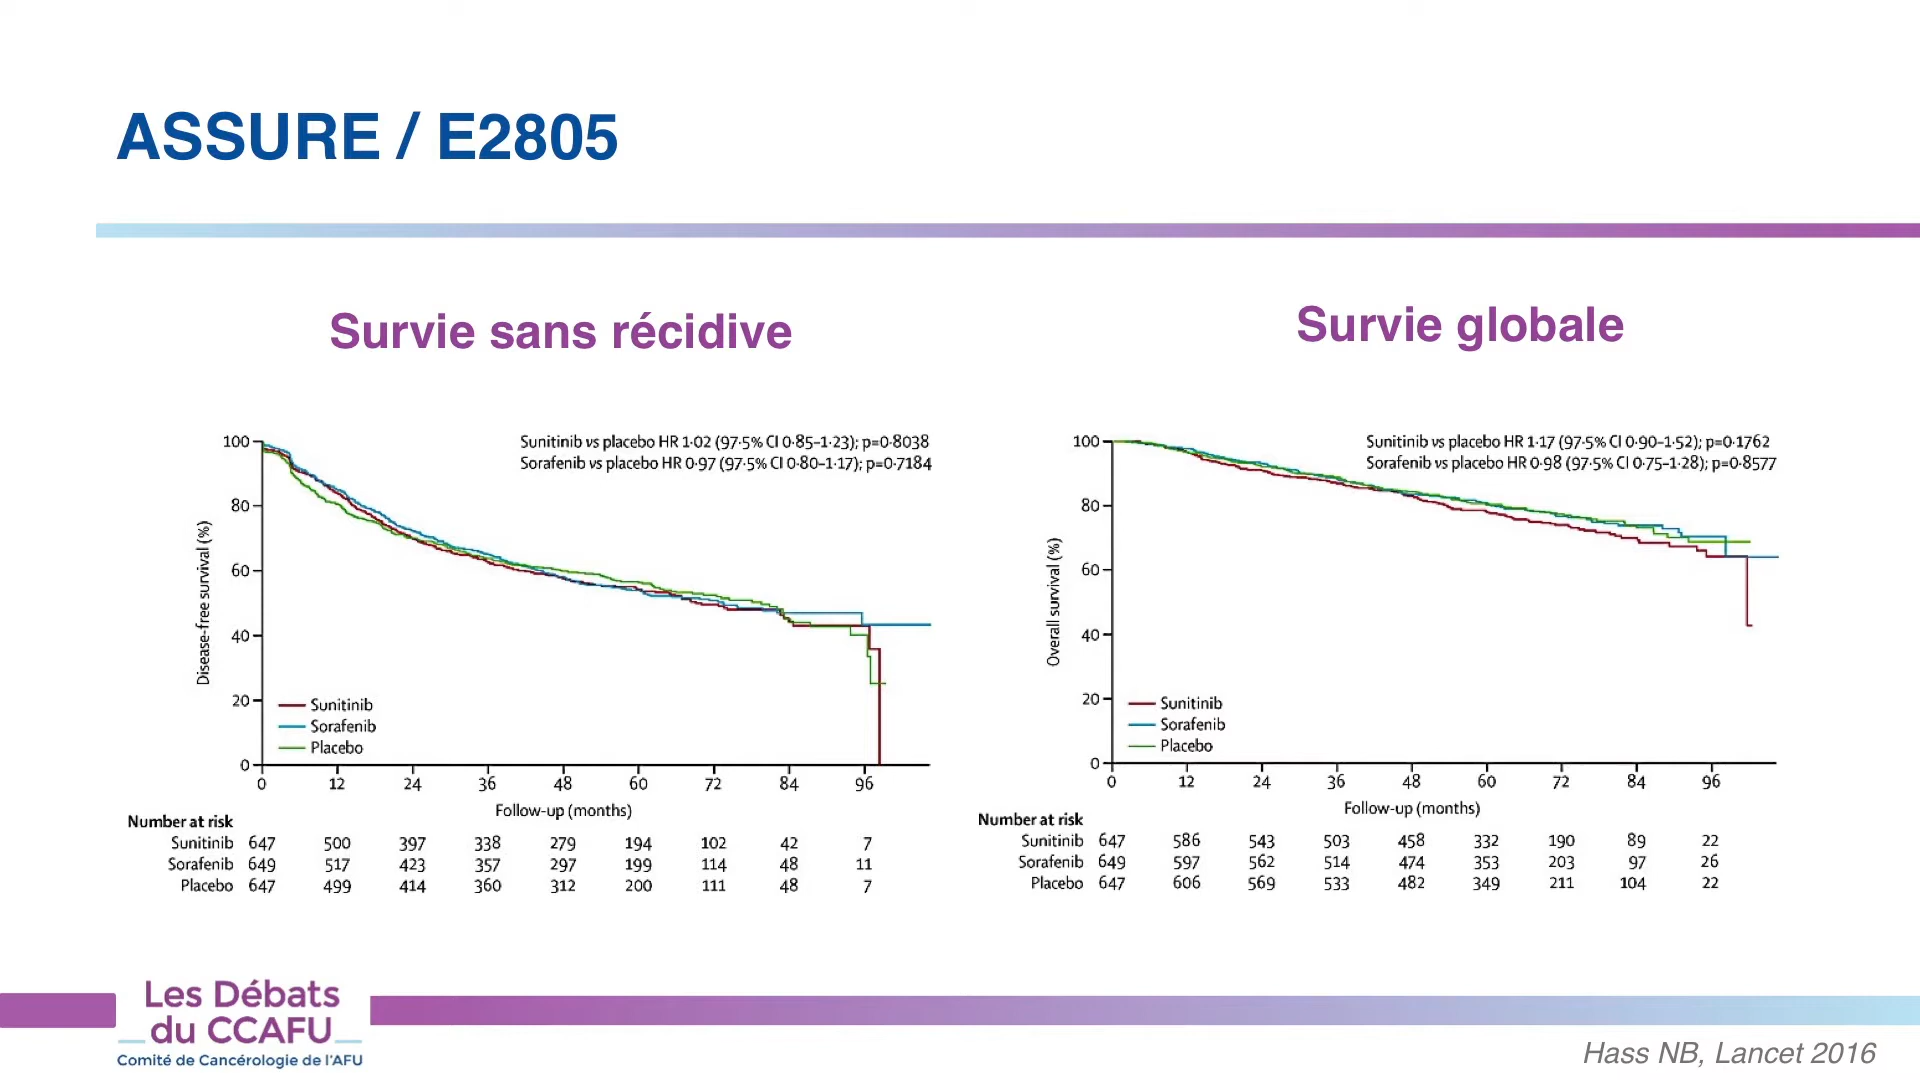 ASSURE / E2805
Survie sans récidive
Survie globale
Sunitinib vs placebo HR 1·02 (97·5% CI 0·85–1·23); p=0·8038
Sorafenib vs placebo HR 0·97 (97·5% CI 0·80–1·17); p=0·7184
100
80
60
40
20
0
Disease-free survival (%)
Sunitinib
Sorafenib
Placebo
0 12 24 36 48 60 72 84 96
Follow-up (months)
Number at risk
Sunitinib 647 500 397 338 279 194 102 42 7
Sorafenib 649 517 423 357 297 199 114 48 11
Placebo 647 499 414 360 312 200 111 48 7
Sunitinib vs placebo HR 1·17 (97·5% CI 0·90–1·52); p=0·1762
Sorafenib vs placebo HR 0·98 (97·5% CI 0·75–1·28); p=0·8577
100
80
60
40
20
0
Overall survival (%)
Sunitinib
Sorafenib
Placebo
0 12 24 36 48 60 72 84 96
Follow-up (months)
Number at risk
Sunitinib 647 586 543 503 458 332 190 89 22
Sorafenib 649 597 562 514 474 353 203 97 26
Placebo 647 606 569 533 482 349 211 104 22
Les Débats
du CCAFU
Comité de Cancérologie de l'AFU
Hass NB, Lancet 2016